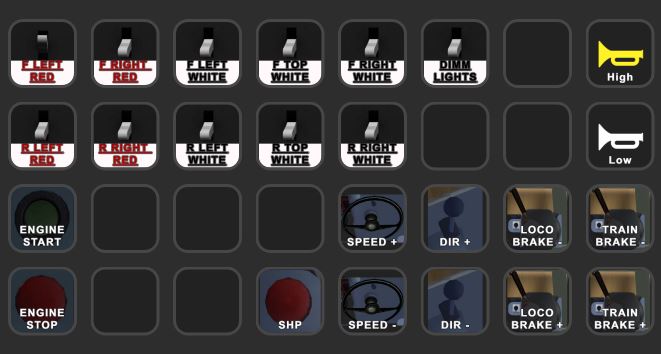 F LEFT
RED
F RIGHT
RED
F LEFT
WHITE
F TOP
WHITE
F RIGHT
WHITE
DIMM
LIGHTS
High
R LEFT
RED
R RIGHT
RED
R LEFT
WHITE
R TOP
WHITE
R RIGHT
WHITE
Low
ENGINE
START
SPEED +
DIR +
LOCO
BRAKE -
TRAIN
BRAKE -
ENGINE
STOP
SHP
SPEED -
DIR -
LOCO
BRAKE +
TRAIN
BRAKE +